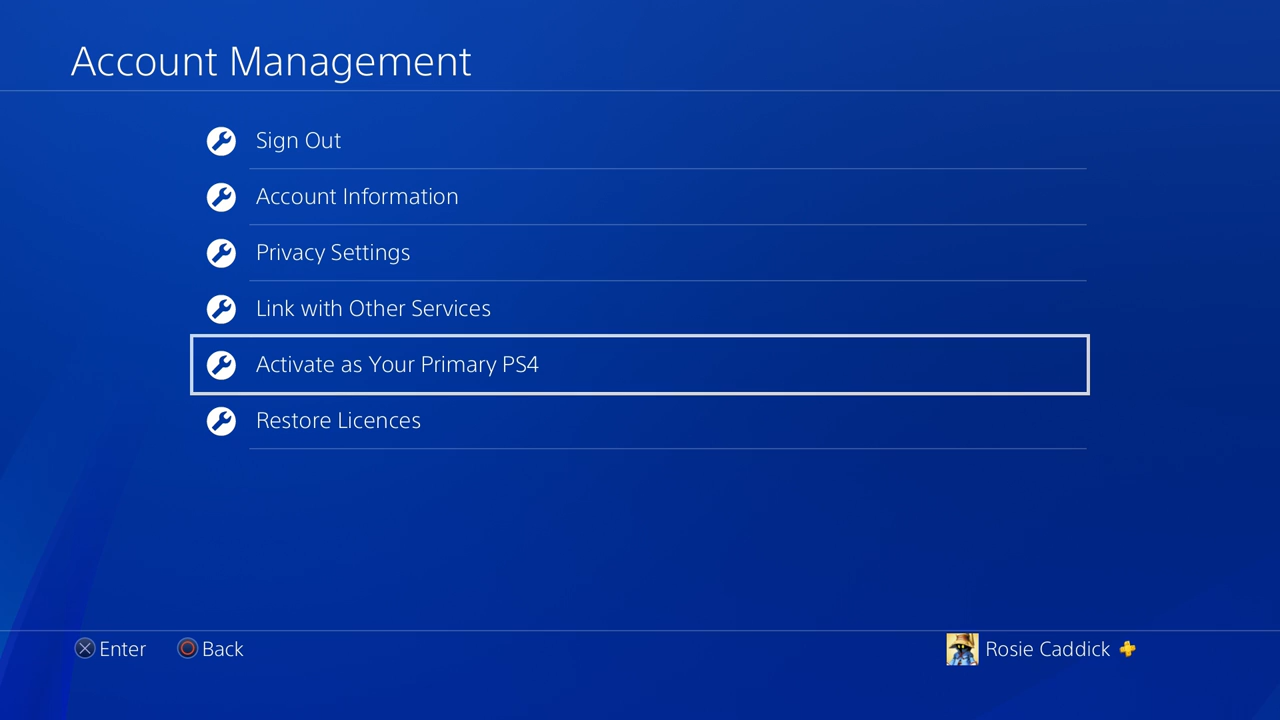 Account Management
Sign Out
Account Information
Privacy Settings
Link with Other Services
Activate as Your Primary PS4
Restore Licences
Enter Back Rosie Caddick